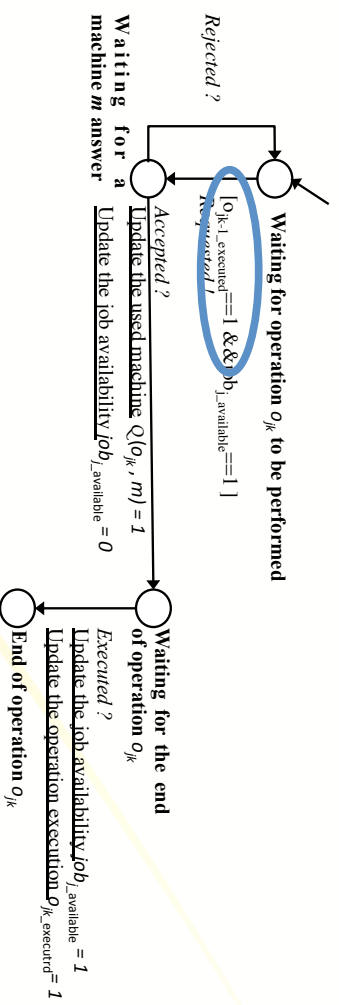 Waiting for operation o_jk to be performed
[o_jk-1_executed==1 &&job_j_available==1 ]
Requested !
Rejected ?
Waiting for a
machine m answer
Accepted ?
Update the used machine Q(o_jk , m) = 1
Update the job availability job_j_available = 0
Waiting for the end
of operation o_jk
Executed ?
Update the job availability job_j_available = 1
Update the operation execution o_jk_executrd= 1
End of operation o_jk